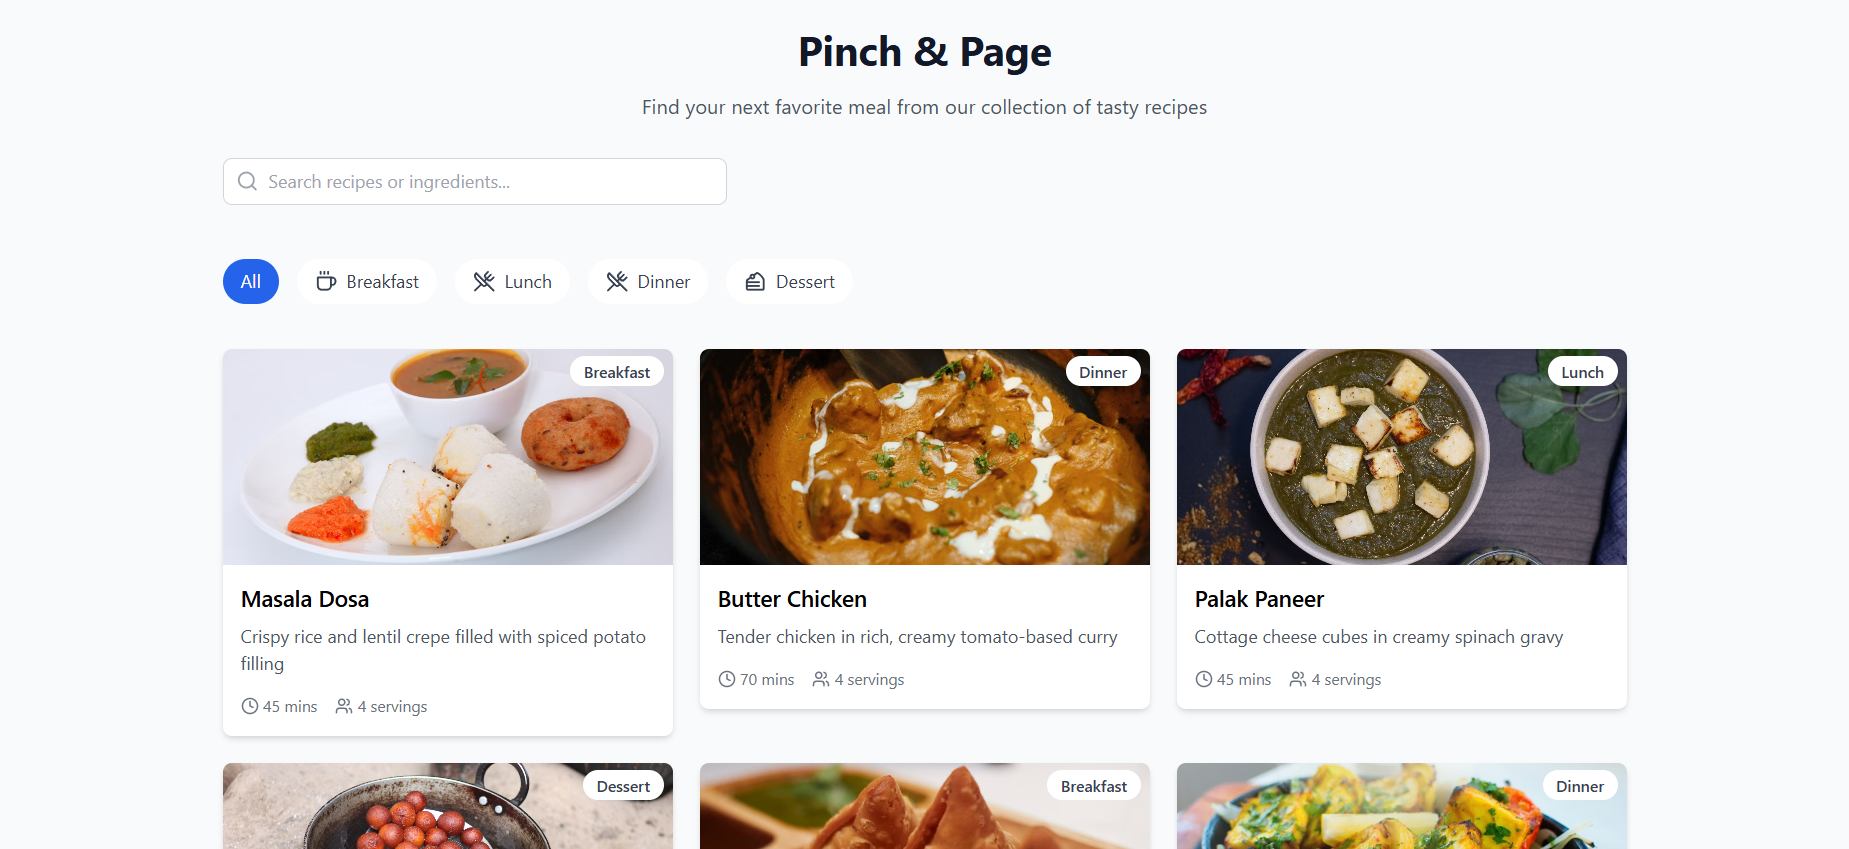 Pinch & Page
Find your next favorite meal from our collection of tasty recipes
Search recipes or ingredients...
All
Breakfast
Lunch
Dinner
Dessert
Breakfast
Masala Dosa
Crispy rice and lentil crepe filled with spiced potato
filling
45 mins
4 servings
Dinner
Butter Chicken
Tender chicken in rich, creamy tomato-based curry
70 mins
4 servings
Lunch
Palak Paneer
Cottage cheese cubes in creamy spinach gravy
45 mins
4 servings
Dessert
Breakfast
Dinner